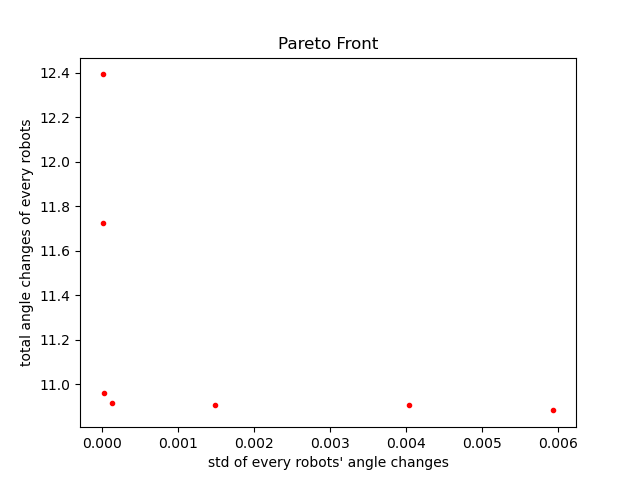 Pareto Front
12.4
12.2
12.0
11.8
11.6
11.4
11.2
11.0
total angle changes of every robots
0.000 0.001 0.002 0.003 0.004 0.005 0.006
std of every robots' angle changes